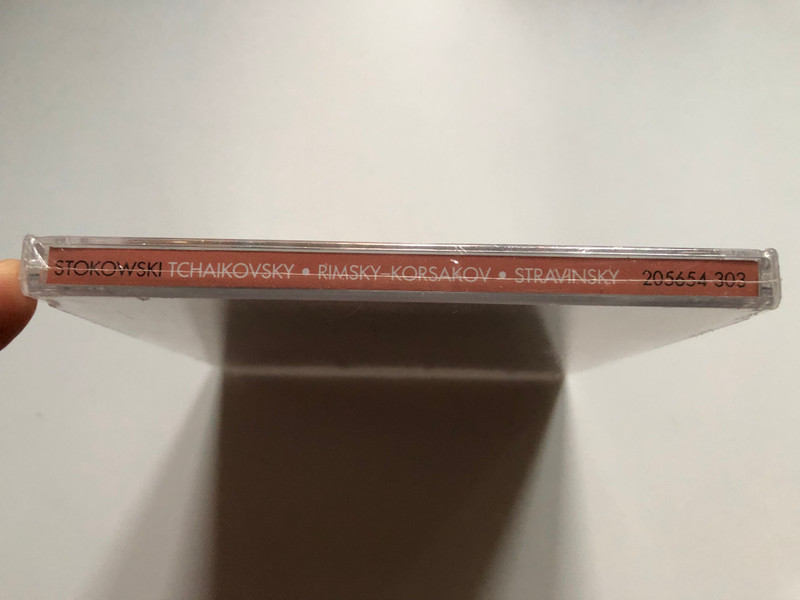 STOKOWSKI TCHAIKOVSKY • RIMSKY-KORSAKOV • STRAVINSKY 205654 303